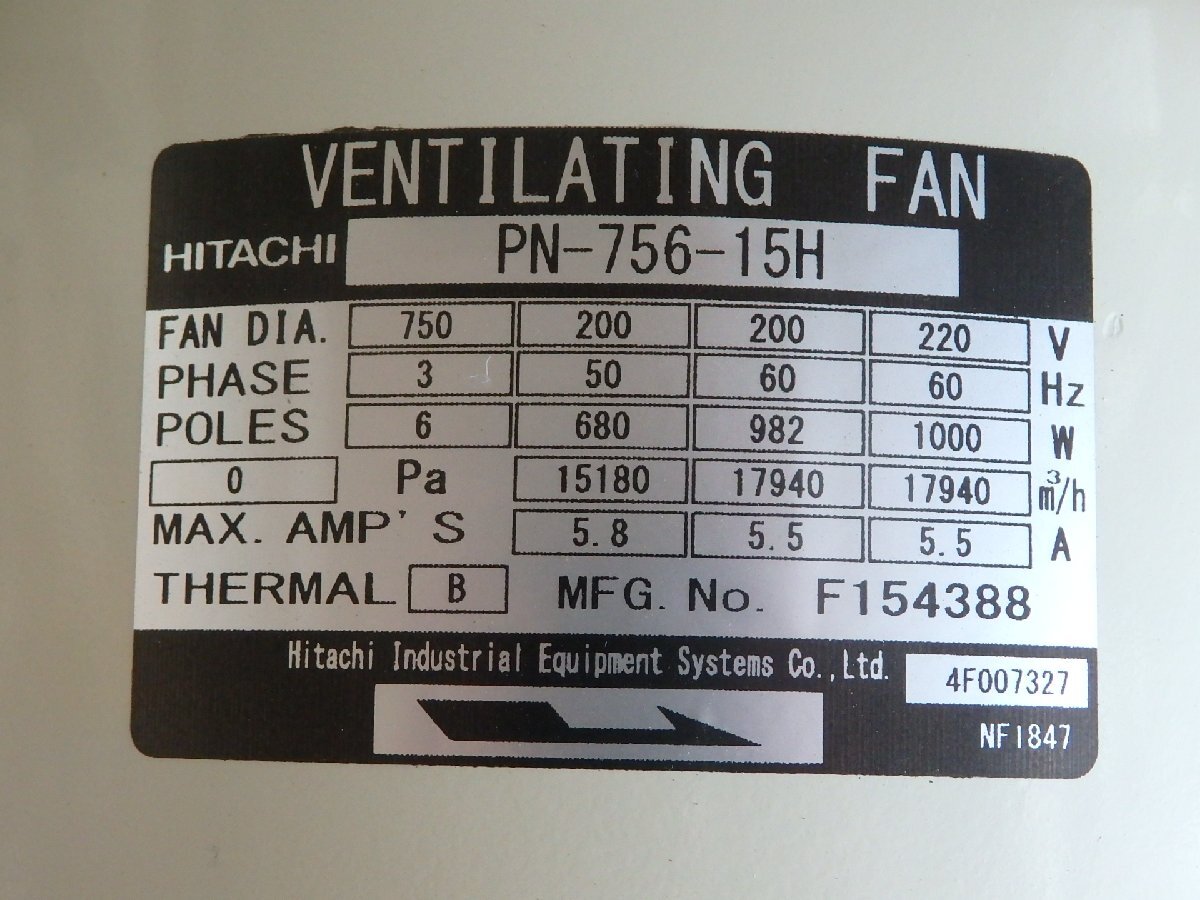 VENTILATING FAN
HITACHI PN-756-15H
FAN DIA. 750 200 200 220 V
PHASE 3 50 60 60 Hz
POLES 6 680 982 1000 W
0 Pa 15180 17940 17940 m³/h
MAX. AMP'S 5.8 5.5 5.5 A
THERMAL B MFG. No. F154388
Hitachi Industrial Equipment Systems Co.,Ltd.
4F007327
NF1847